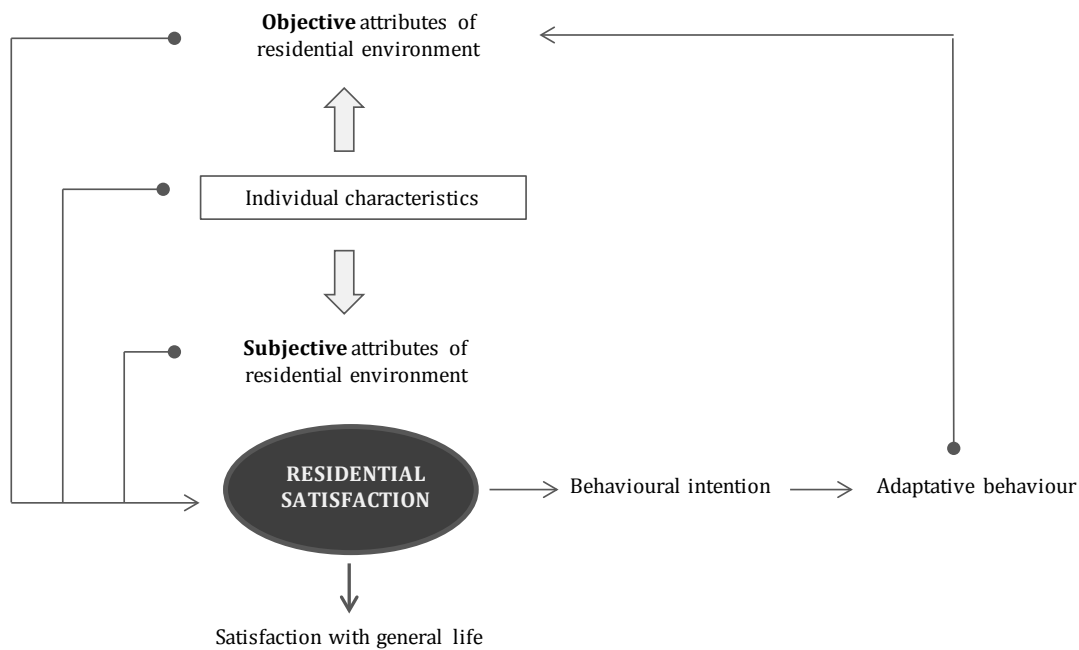 Objective attributes of
residential environment
Individual characteristics
Subjective attributes of
residential environment
RESIDENTIAL
SATISFACTION
Behavioural intention
Adaptative behaviour
Satisfaction with general life